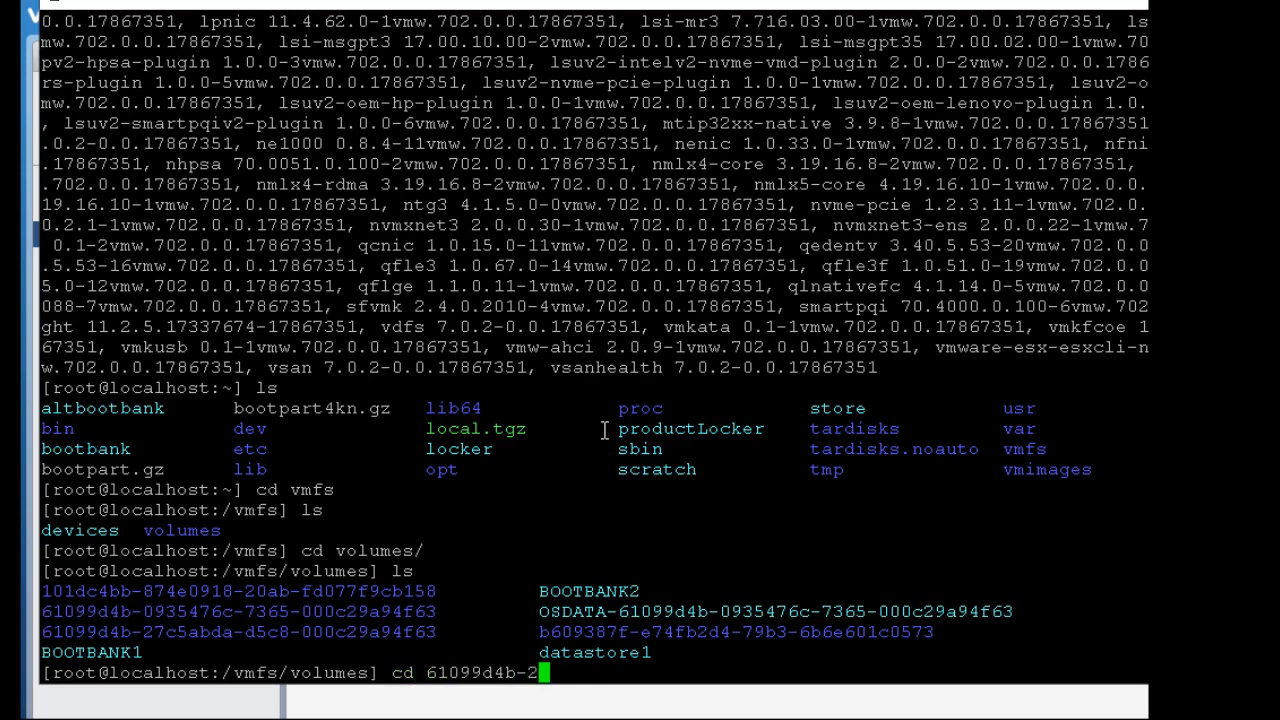 0.0.17867351, lpnic 11.4.62.0-1vmw.702.0.0.17867351, lsi-mr3 7.716.03.00-1vmw.702.0.0.17867351, ls
mw.702.0.0.17867351, lsi-msgpt3 17.00.10.00-2vmw.702.0.0.17867351, lsi-msgpt35 17.00.02.00-1vmw.70
pv2-hpsa-plugin 1.0.0-3vmw.702.0.0.17867351, lsuv2-intelv2-nvme-vmd-plugin 2.0.0-2vmw.702.0.0.1786
rs-plugin 1.0.0-5vmw.702.0.0.17867351, lsuv2-nvme-pcie-plugin 1.0.0-1vmw.702.0.0.17867351, lsuv2-o
mw.702.0.0.17867351, lsuv2-oem-hp-plugin 1.0.0-1vmw.702.0.0.17867351, lsuv2-oem-lenovo-plugin 1.0.
, lsuv2-smartpqiv2-plugin 1.0.0-6vmw.702.0.0.17867351, mtip32xx-native 3.9.8-1vmw.702.0.0.17867351
.0.2-0.0.17867351, ne1000 0.8.4-11vmw.702.0.0.17867351, nenic 1.0.33.0-1vmw.702.0.0.17867351, nfni
.17867351, nhpsa 70.0051.0.100-2vmw.702.0.0.17867351, nmlx4-core 3.19.16.8-2vmw.702.0.0.17867351,
.702.0.0.17867351, nmlx4-rdma 3.19.16.8-2vmw.702.0.0.17867351, nmlx5-core 4.19.16.10-1vmw.702.0.0.
19.16.10-1vmw.702.0.0.17867351, ntg3 4.1.5.0-0vmw.702.0.0.17867351, nvme-pcie 1.2.3.11-1vmw.702.0.
0.2.1-1vmw.702.0.0.17867351, nvmxnet3 2.0.0.30-1vmw.702.0.0.17867351, nvmxnet3-ens 2.0.0.22-1vmw.7
.0.1-2vmw.702.0.0.17867351, qcnic 1.0.15.0-11vmw.702.0.0.17867351, qedentv 3.40.5.53-20vmw.702.0.0
.5.53-16vmw.702.0.0.17867351, qfle3 1.0.67.0-14vmw.702.0.0.17867351, qfle3f 1.0.51.0-19vmw.702.0.0
5.0-12vmw.702.0.0.17867351, qflge 1.1.0.11-1vmw.702.0.0.17867351, qlnativefc 4.1.14.0-5vmw.702.0.0
088-7vmw.702.0.0.17867351, sfvmk 2.4.0.2010-4vmw.702.0.0.17867351, smartpqi 70.4000.0.100-6vmw.702
ght 11.2.5.17337674-17867351, vdfs 7.0.2-0.0.17867351, vmkata 0.1-1vmw.702.0.0.17867351, vmkfcoe 1
67351, vmkusb 0.1-1vmw.702.0.0.17867351, vmw-ahci 2.0.9-1vmw.702.0.0.17867351, vmware-esx-esxcli-n
w.702.0.0.17867351, vsan 7.0.2-0.0.17867351, vsanhealth 7.0.2-0.0.17867351
[root@localhost:~] ls
altbootbank bootpart4kn.gz lib64 proc store usr
bin dev local.tgz productLocker tardisks var
bootbank etc locker sbin tardisks.noauto vmfs
bootpart.gz lib opt scratch tmp vmimages
[root@localhost:~] cd vmfs
[root@localhost:/vmfs] ls
devices volumes
[root@localhost:/vmfs] cd volumes/
[root@localhost:/vmfs/volumes] ls
101dc4bb-874e0918-20ab-fd077f9cb158 BOOTBANK2
61099d4b-0935476c-7365-000c29a94f63 OSDATA-61099d4b-0935476c-7365-000c29a94f63
61099d4b-27c5abda-d5c8-000c29a94f63 b609387f-e74fb2d4-79b3-6b6e601c0573
BOOTBANK1 datastore1
[root@localhost:/vmfs/volumes] cd 61099d4b-2